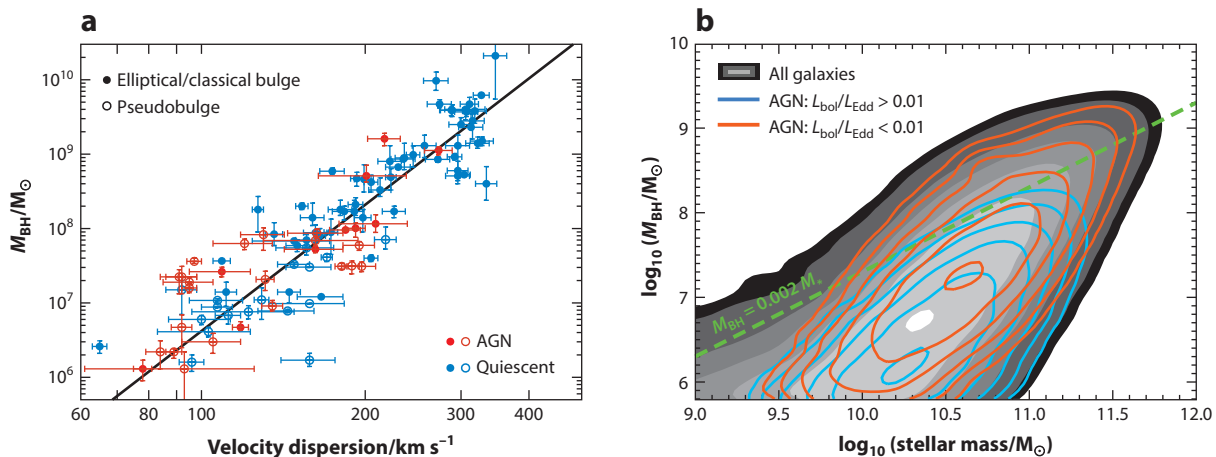 a
M_BH/M_⊙
10^10
10^9
10^8
10^7
10^6
Elliptical/classical bulge
Pseudobulge
AGN
Quiescent
60 80 100 200 300 400
Velocity dispersion/km s^−1
b
log_10 (M_BH/M_⊙)
10
9
8
7
6
All galaxies
AGN: L_bol/L_Edd > 0.01
AGN: L_bol/L_Edd < 0.01
M_BH = 0.002 M_*
9.0 9.5 10.0 10.5 11.0 11.5 12.0
log_10 (stellar mass/M_⊙)